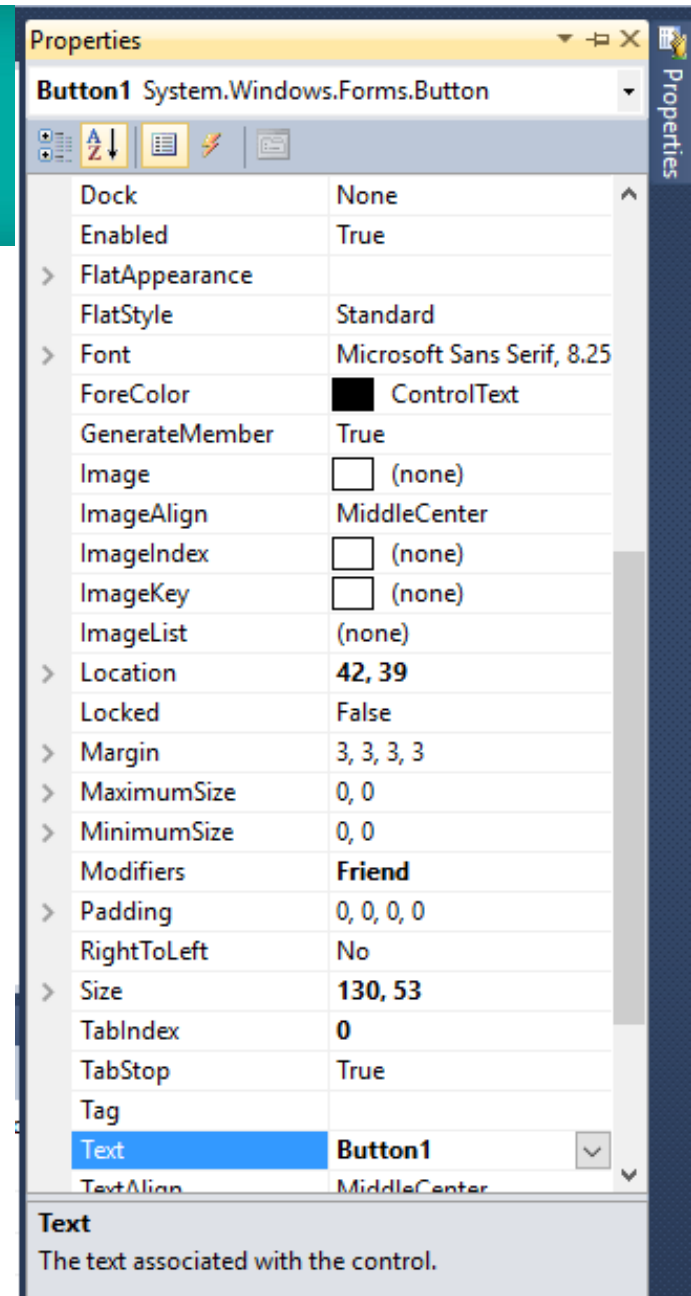 Properties
Button1 System.Windows.Forms.Button
Properties
Dock None
Enabled True
FlatAppearance
FlatStyle Standard
Font Microsoft Sans Serif, 8.25
ForeColor ControlText
GenerateMember True
Image (none)
ImageAlign MiddleCenter
ImageIndex (none)
ImageKey (none)
ImageList (none)
Location 42, 39
Locked False
Margin 3, 3, 3, 3
MaximumSize 0, 0
MinimumSize 0, 0
Modifiers Friend
Padding 0, 0, 0, 0
RightToLeft No
Size 130, 53
TabIndex 0
TabStop True
Tag
Text Button1
TextAlign MiddleCenter
Text
The text associated with the control.